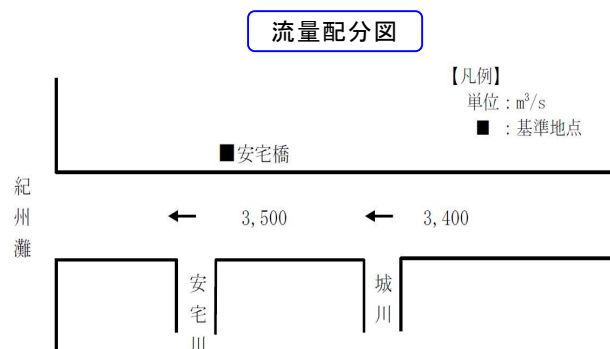 流量配分図
【凡例】
単位：m³/s
■：基準地点
■安宅橋
紀州灘
← 3,500 ← 3,400
安宅川
城川